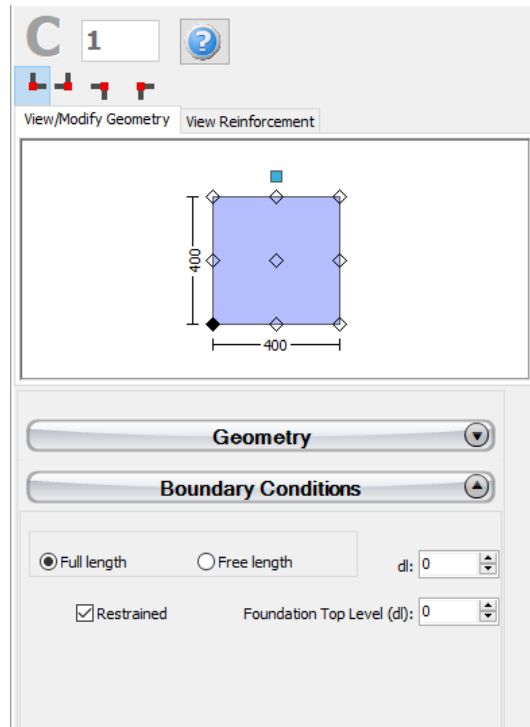 C 1
View/Modify Geometry View Reinforcement
400
400
Geometry
Boundary Conditions
Full length Free length dl: 0
Restrained Foundation Top Level (dl): 0